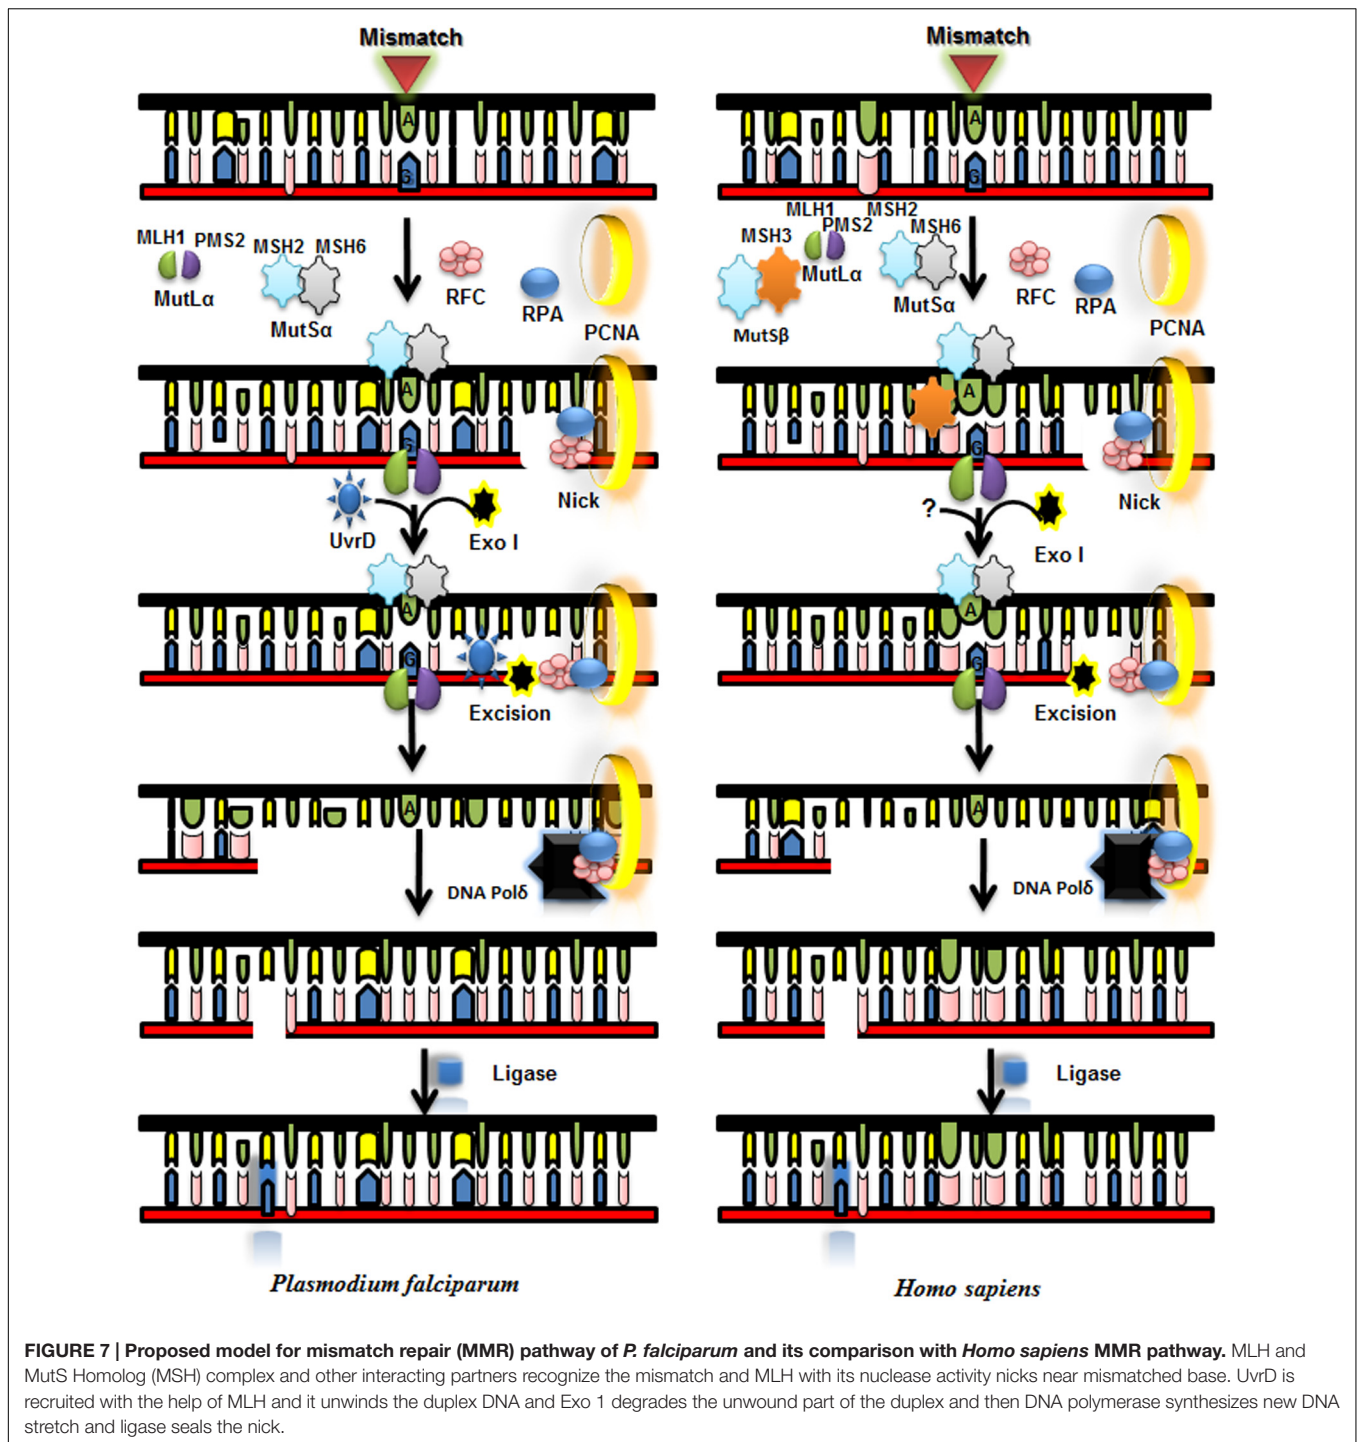 Mismatch
A
G
MLH1 PMS2
MutLα
MSH2 MSH6
MutSα
RFC
RPA
PCNA
A
G
Nick
UvrD
Exo I
A
G
Excision
A
DNA Polδ
Ligase
Plasmodium falciparum
Mismatch
A
G
MSH3
MutSβ
MLH1
PMS2
MutLα
MSH2
MSH6
MutSα
RFC
RPA
PCNA
A
G
Nick
?
Exo I
A
G
Excision
A
DNA Polδ
Ligase
Homo sapiens
FIGURE 7 | Proposed model for mismatch repair (MMR) pathway of P. falciparum and its comparison with Homo sapiens MMR pathway. MLH and
MutS Homolog (MSH) complex and other interacting partners recognize the mismatch and MLH with its nuclease activity nicks near mismatched base. UvrD is
recruited with the help of MLH and it unwinds the duplex DNA and Exo 1 degrades the unwound part of the duplex and then DNA polymerase synthesizes new DNA
stretch and ligase seals the nick.